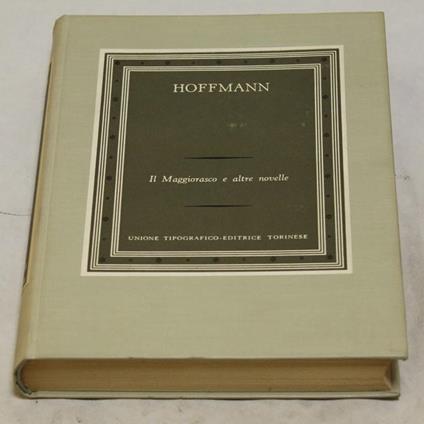 HOFFMANN
Il Maggiorasco e altre novelle
UNIONE TIPOGRAFICO-EDITRICE TORINESE